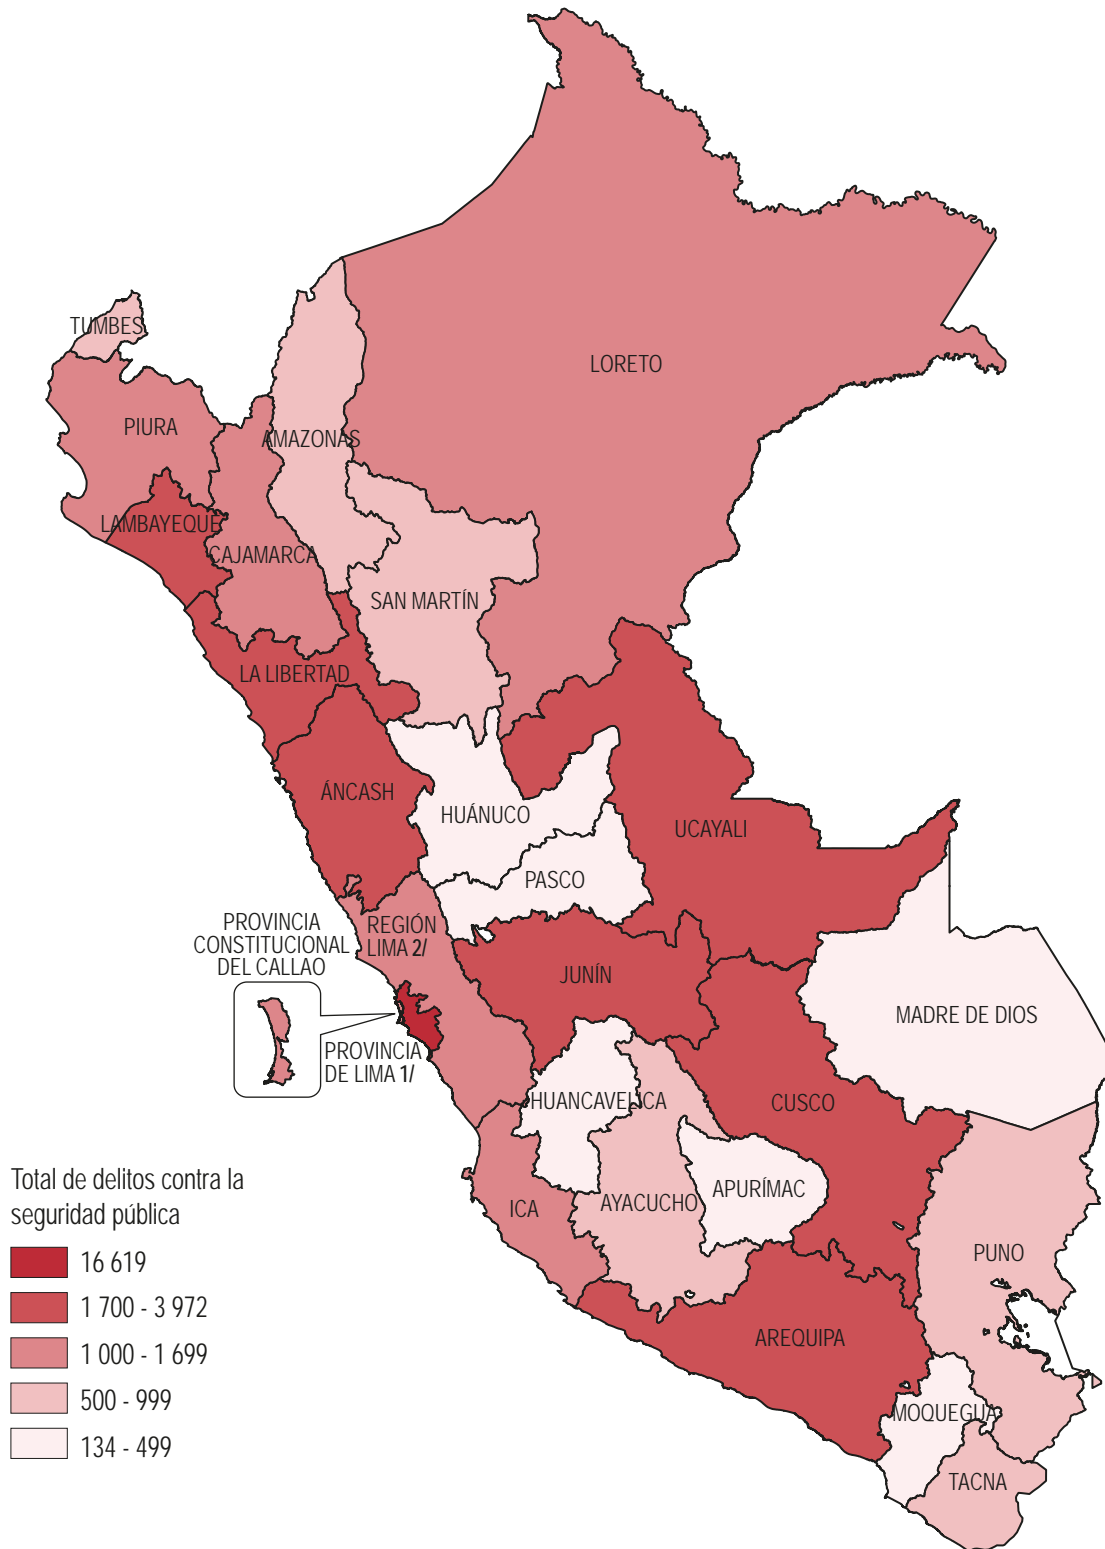 TUMBES
LORETO
PIURA
AMAZONAS
LAMBAYEQUE
CAJAMARCA
SAN MARTÍN
LA LIBERTAD
ÁNCASH
HUÁNUCO
UCAYALI
PASCO
PROVINCIA
CONSTITUCIONAL
DEL CALLAO
REGIÓN
LIMA 2/
JUNÍN
MADRE DE DIOS
PROVINCIA
DE LIMA 1/
HUANCAVELICA
CUSCO
APURÍMAC
AYACUCHO
ICA
PUNO
AREQUIPA
MOQUEGUA
TACNA
Total de delitos contra la
seguridad pública
16 619
1 700 - 3 972
1 000 - 1 699
500 - 999
134 - 499